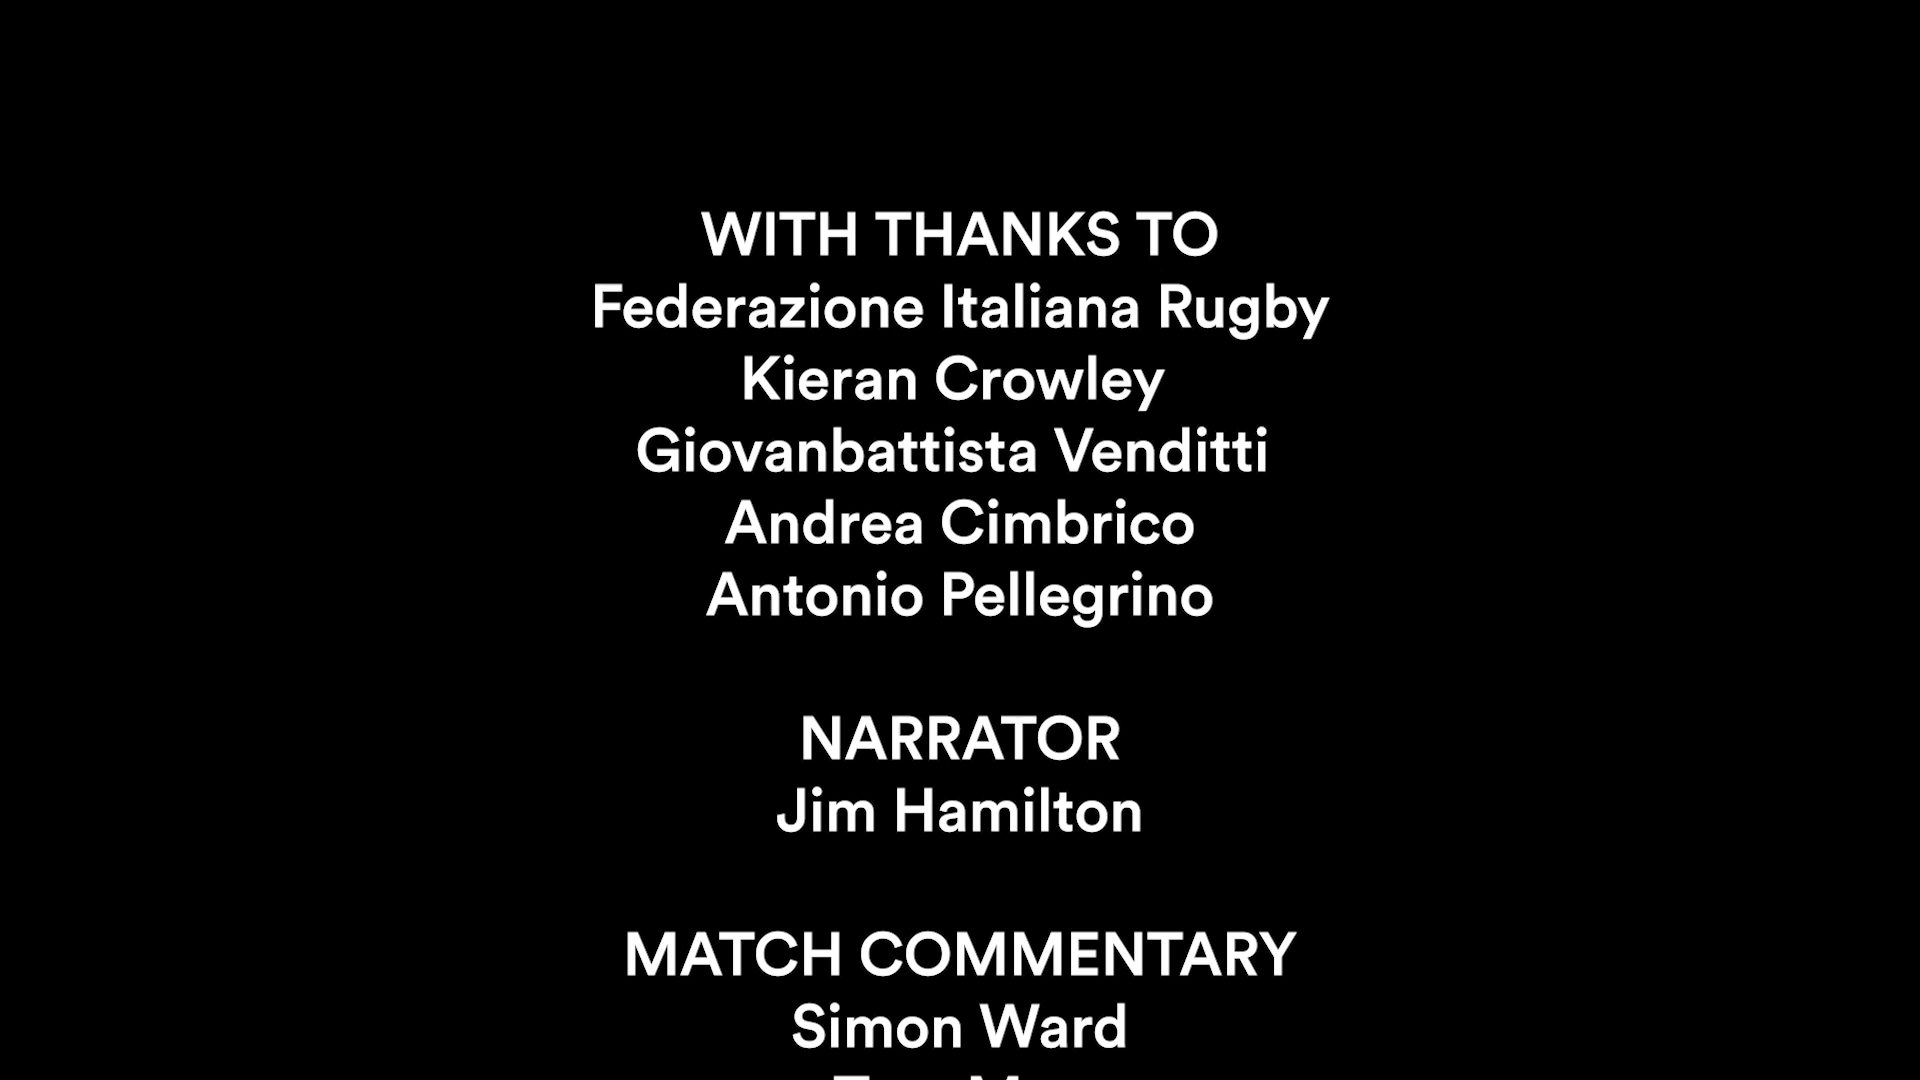 WITH THANKS TO
Federazione Italiana Rugby
Kieran Crowley
Giovanbattista Venditti
Andrea Cimbrico
Antonio Pellegrino
NARRATOR
Jim Hamilton
MATCH COMMENTARY
Simon Ward